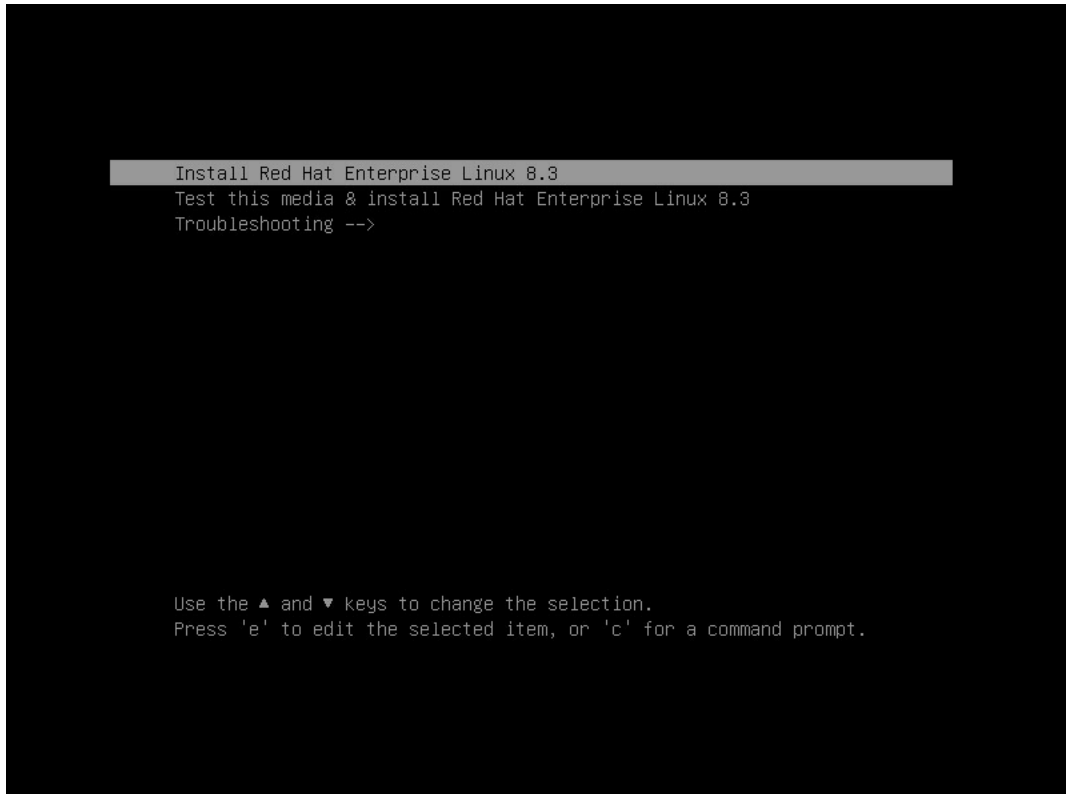 Install Red Hat Enterprise Linux 8.3
Test this media & install Red Hat Enterprise Linux 8.3
Troubleshooting -->
Use the ▲ and ▼ keys to change the selection.
Press 'e' to edit the selected item, or 'c' for a command prompt.